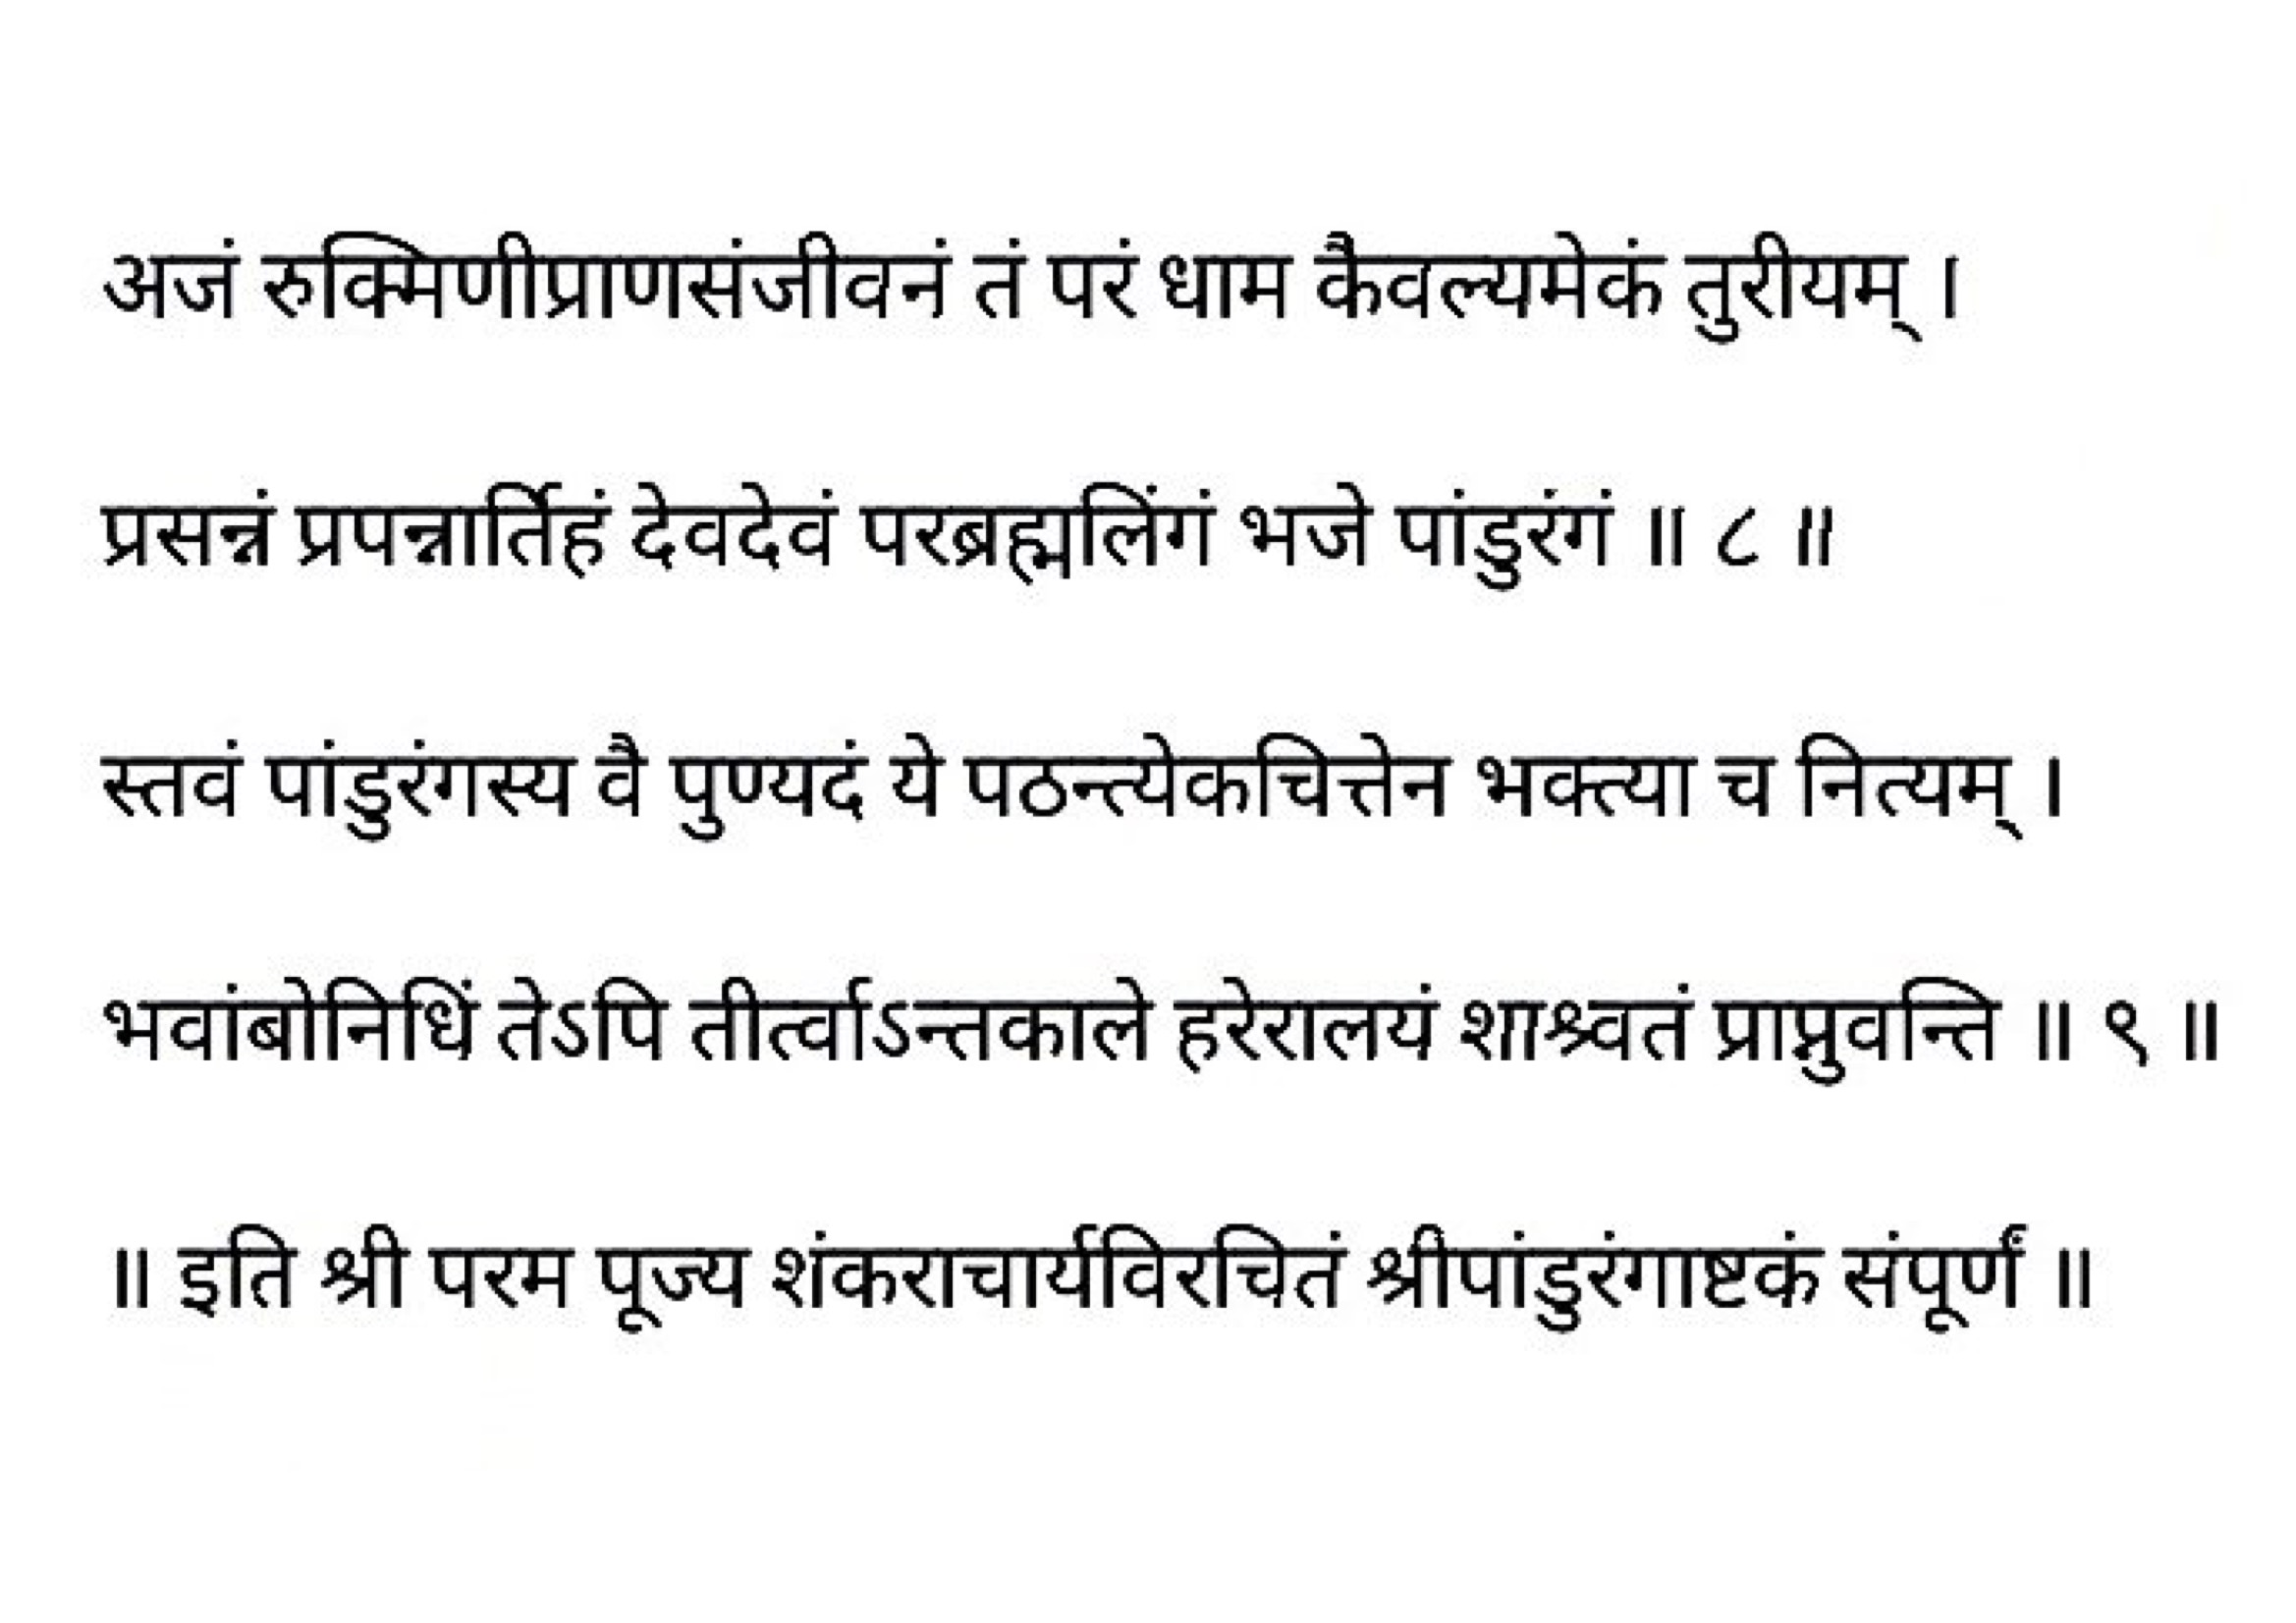 अजं रुक्मिणीप्राणसंजीवनं तं परं धाम कैवल्यमेकं तुरीयम् ।
प्रसन्नं प्रपन्नार्तिहं देवदेवं परब्रह्मलिंगं भजे पांडुरंगं ॥ ८ ॥
स्तवं पांडुरंगस्य वै पुण्यदं ये पठन्त्येकचित्तेन भक्त्या च नित्यम् ।
भवांबोनिधिं तेऽपि तीर्त्वाऽन्तकाले हरेरालयं शाश्र्वतं प्राप्नुवन्ति ॥ ९ ॥
॥ इति श्री परम पूज्य शंकराचार्यविरचितं श्रीपांडुरंगाष्टकं संपूर्णं ॥